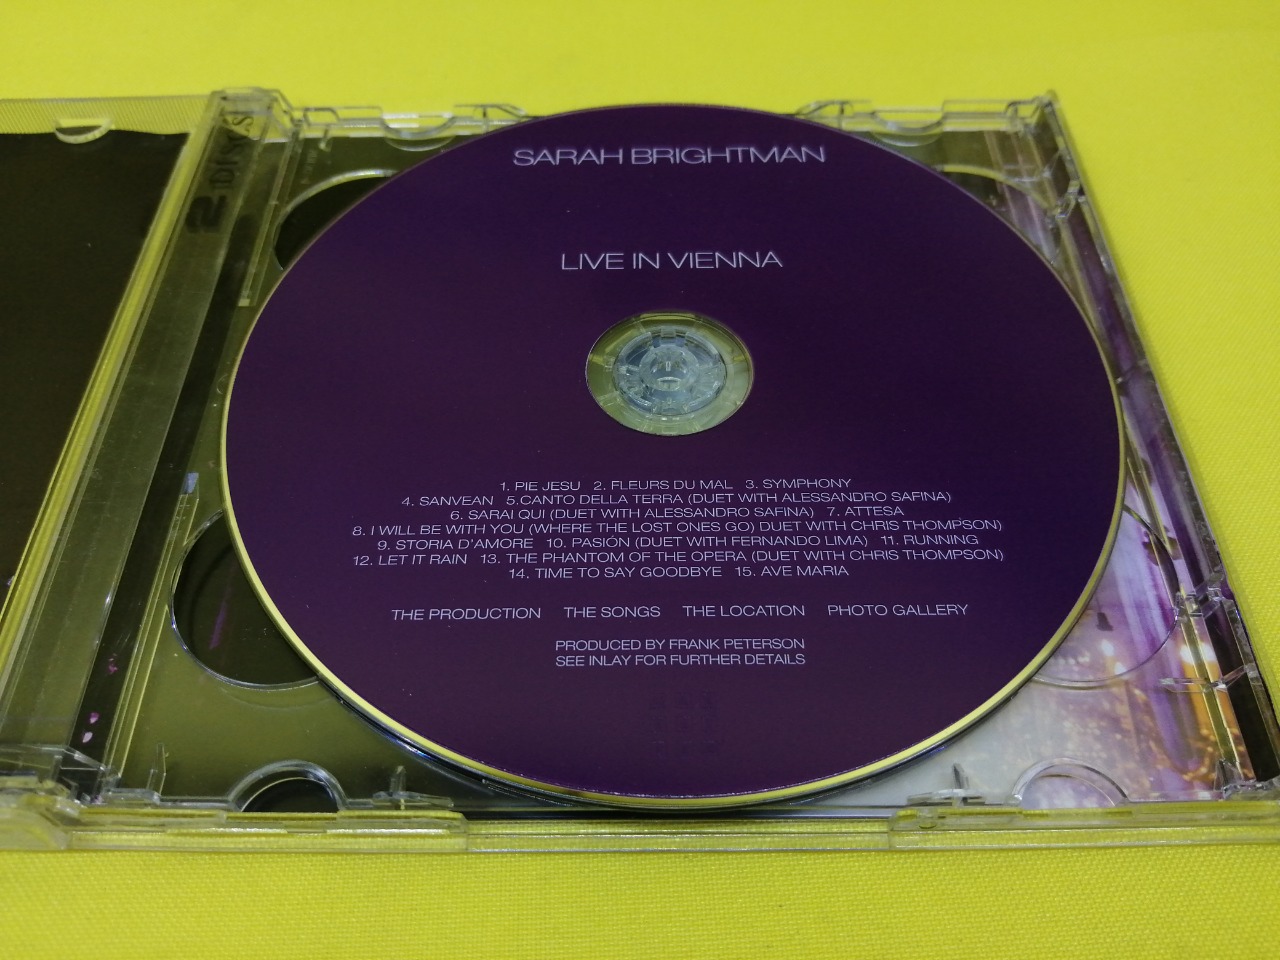 2 DISCS
SARAH BRIGHTMAN
LIVE IN VIENNA
1. PIE JESU 2. FLEURS DU MAL 3. SYMPHONY
4. SANVEAN 5.CANTO DELLA TERRA (DUET WITH ALESSANDRO SAFINA)
6. SARAI QUI (DUET WITH ALESSANDRO SAFINA) 7. ATTESA
8. I WILL BE WITH YOU (WHERE THE LOST ONES GO) DUET WITH CHRIS THOMPSON)
9. STORIA D'AMORE 10. PASIÓN (DUET WITH FERNANDO LIMA) 11. RUNNING
12. LET IT RAIN 13. THE PHANTOM OF THE OPERA (DUET WITH CHRIS THOMPSON)
14. TIME TO SAY GOODBYE 15. AVE MARIA
THE PRODUCTION THE SONGS THE LOCATION PHOTO GALLERY
PRODUCED BY FRANK PETERSON
SEE INLAY FOR FURTHER DETAILS